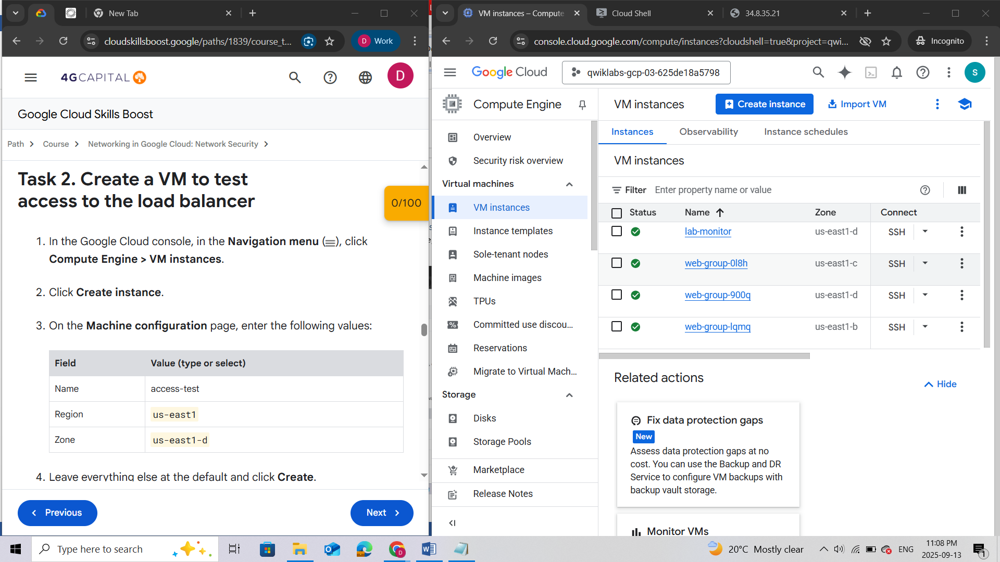 New Tab
cloudskillsboost.google/paths/1839/course_t...
D Work
4GCAPITAL
D
Google Cloud Skills Boost
Path > Course > Networking in Google Cloud: Network Security >
Task 2. Create a VM to test
access to the load balancer
0/100
1. In the Google Cloud console, in the Navigation menu (), click
Compute Engine > VM instances.
2. Click Create instance.
3. On the Machine configuration page, enter the following values:
Field Value (type or select)
Name access-test
Region us-east1
Zone us-east1-d
4. Leave everything else at the default and click Create.
Previous
Next
VM instances – Compute
Cloud Shell
34.8.35.21
console.cloud.google.com/compute/instances?cloudshell=true&project=qwi...
Incognito
Google Cloud
qwiklabs-gcp-03-625de18a5798
S
Compute Engine
Overview
Security risk overview
Virtual machines
VM instances
Instance templates
Sole-tenant nodes
Machine images
TPUs
Committed use discou...
Reservations
Migrate to Virtual Mach...
Storage
Disks
Storage Pools
Marketplace
Release Notes
VM instances
Create instance
Import VM
Instances Observability Instance schedules
VM instances
Filter Enter property name or value
Status Name Zone Connect
lab-monitor us-east1-d SSH
web-group-0l8h us-east1-c SSH
web-group-900q us-east1-d SSH
web-group-lqmq us-east1-b SSH
Related actions
Hide
Fix data protection gaps
New
Assess data protection gaps at no
cost. You can use the Backup and DR
Service to configure VM backups with
backup vault storage.
Monitor VMs
Type here to search
20°C Mostly clear
ENG
11:08 PM
2025-09-13
1